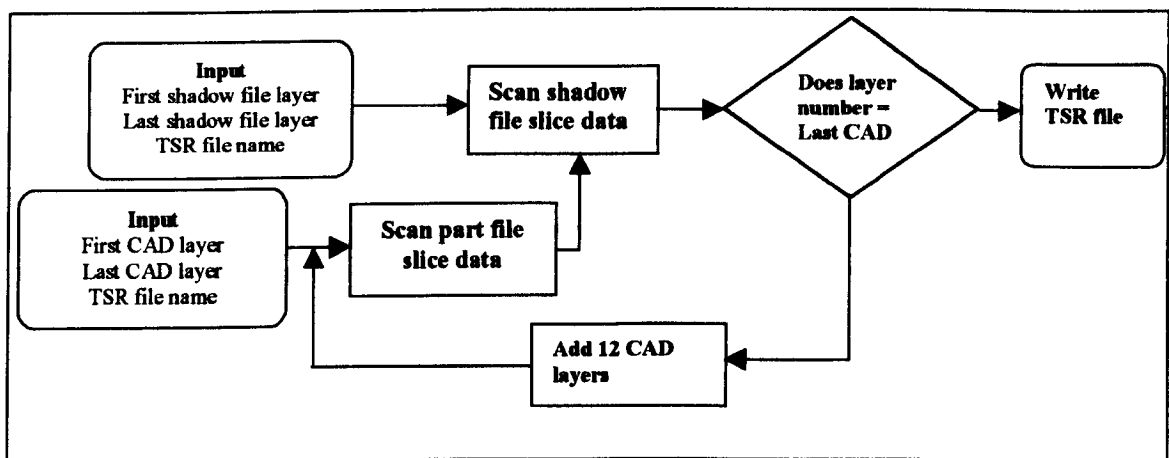 Input
First shadow file layer
Last shadow file layer
TSR file name
Scan shadow
file slice data
Does layer
number =
Last CAD
Write
TSR file
Input
First CAD layer
Last CAD layer
TSR file name
Scan part file
slice data
Add 12 CAD
layers